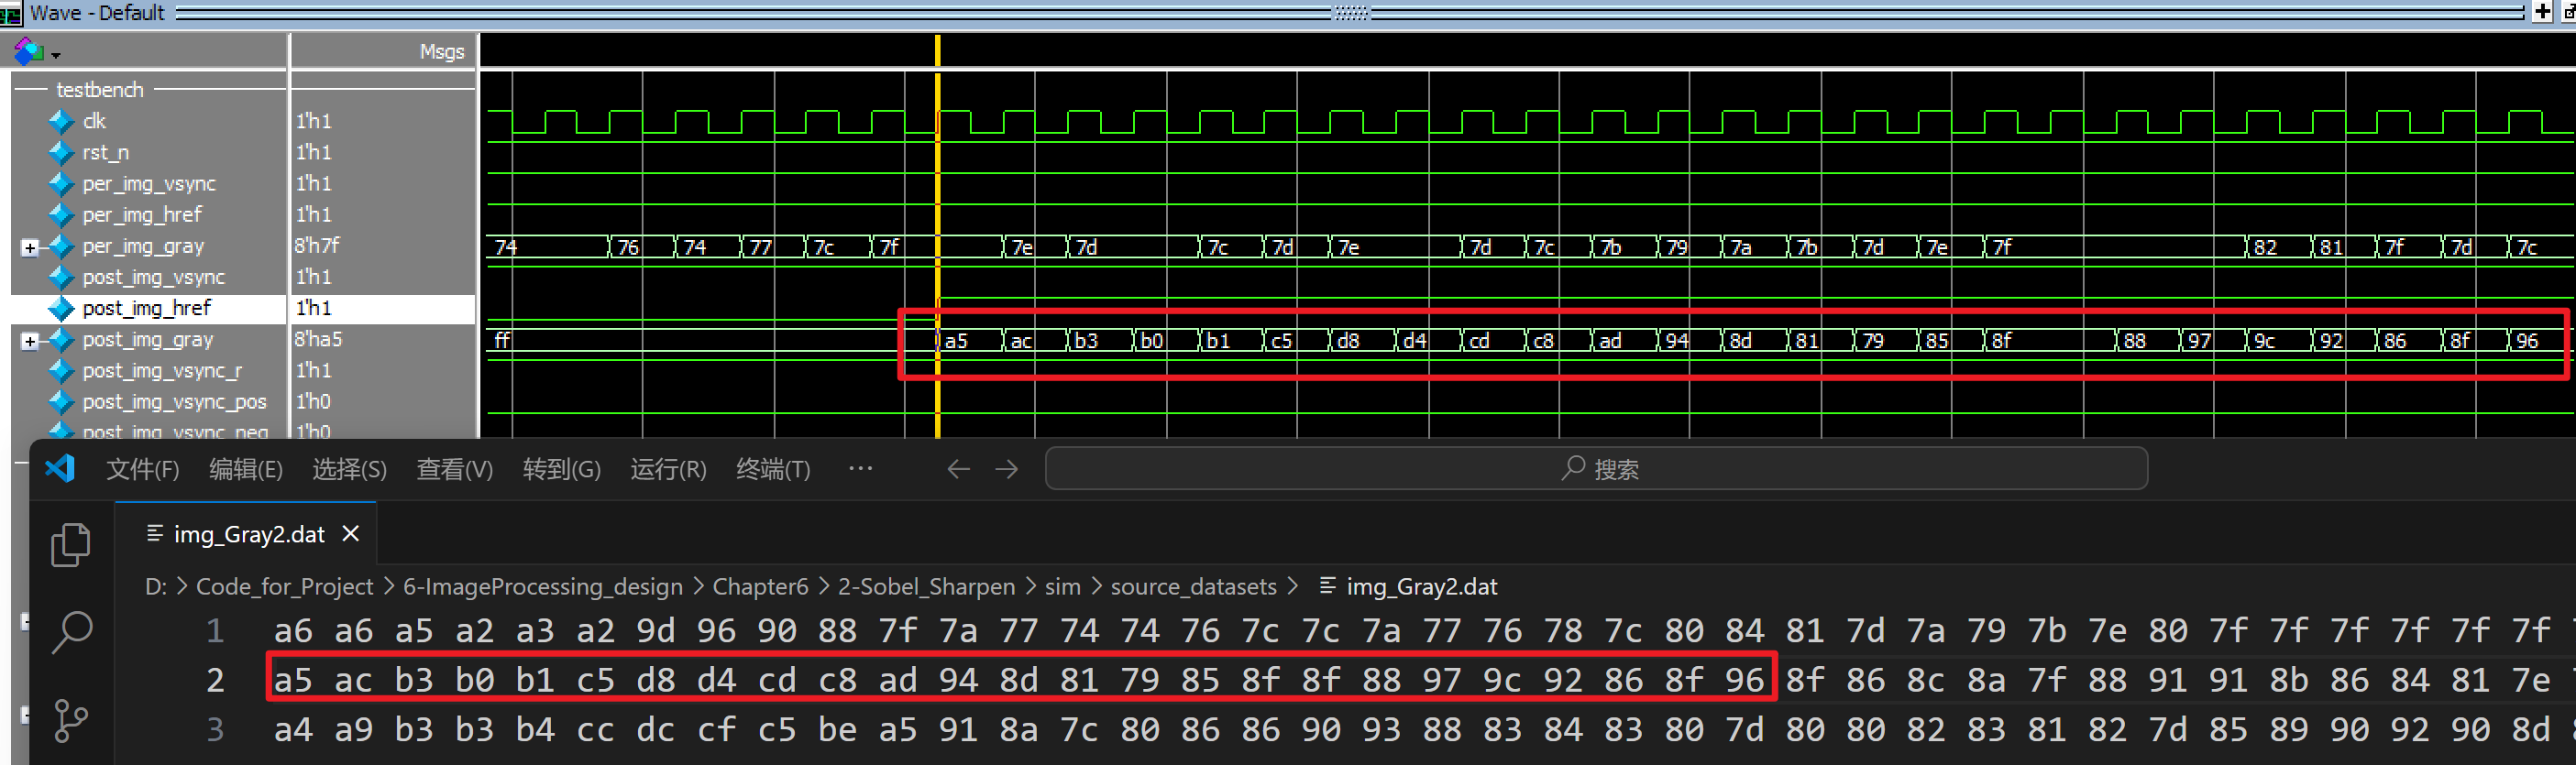 Wave - Default
Msgs
testbench
clk 1'h1
rst_n 1'h1
per_img_vsync 1'h1
per_img_href 1'h1
per_img_gray 8'h7f 74 76 74 77 7c 7f 7e 7d 7c 7d 7e 7d 7c 7b 79 7a 7b 7d 7e 7f 82 81 7f 7d 7c
post_img_vsync 1'h1
post_img_href 1'h1
post_img_gray 8'ha5 ff a5 ac b3 b0 b1 c5 d8 d4 cd c8 ad 94 8d 81 79 85 8f 88 97 9c 92 86 8f 96
post_img_vsync_r 1'h1
post_img_vsync_pos 1'h0
post_img_vsync_neg 1'h0
文件(F) 编辑(E) 选择(S) 查看(V) 转到(G) 运行(R) 终端(T) ··· 搜索
img_Gray2.dat
D: > Code_for_Project > 6-ImageProcessing_design > Chapter6 > 2-Sobel_Sharpen > sim > source_datasets > img_Gray2.dat
1 a6 a6 a5 a2 a3 a2 9d 96 90 88 7f 7a 77 74 74 76 7c 7c 7a 77 76 78 7c 80 84 81 7d 7a 79 7b 7e 80 7f 7f 7f 7f 7f 7f
2 a5 ac b3 b0 b1 c5 d8 d4 cd c8 ad 94 8d 81 79 85 8f 8f 88 97 9c 92 86 8f 96 8f 86 8c 8a 7f 88 91 91 8b 86 84 81 7e
3 a4 a9 b3 b3 b4 cc dc cf c5 be a5 91 8a 7c 80 86 86 90 93 88 83 84 83 80 7d 80 80 82 83 81 82 7d 85 89 90 92 90 8d